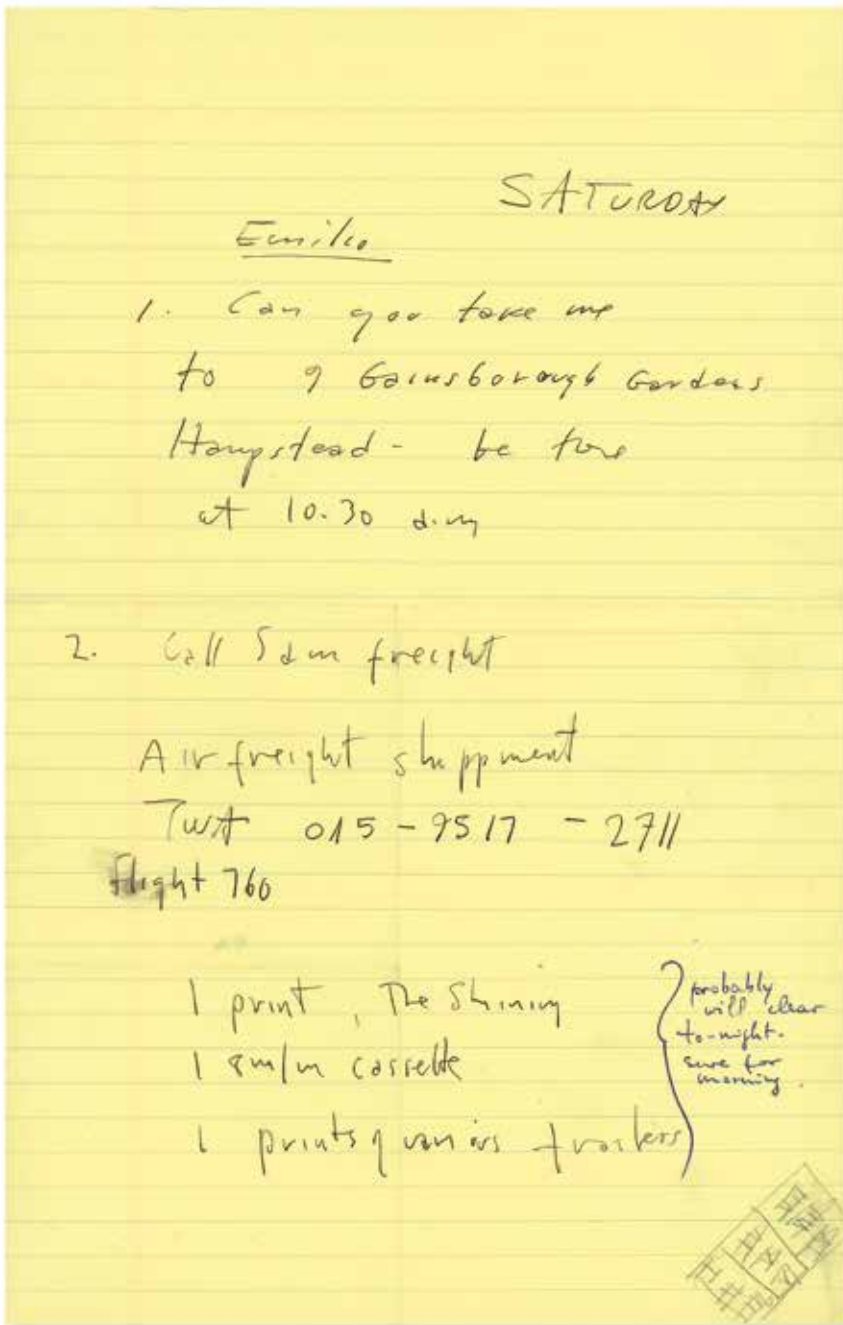 SATURDAY
Emilio
1. Can you take me
to 9 Gainsborough Gardens
Hampstead - be there
at 10.30 a.m
2. Call Sam freight
Air freight shippment
TWA 015-9517-2711
flight 760
1 print, The Shining
1 8m/m cassette
1 prints of various trailers
probably
will clear
to-night.
sure for
morning.